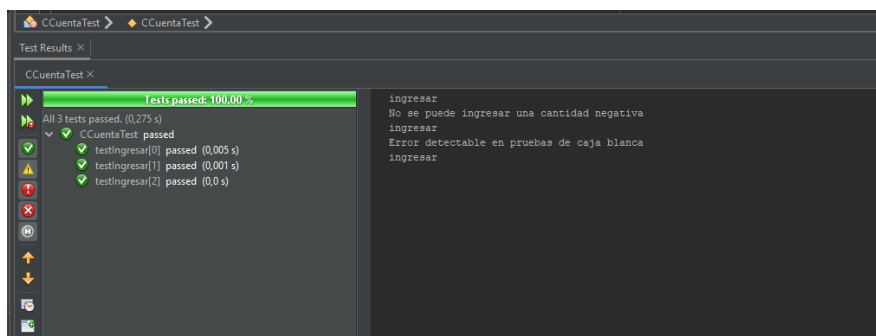 CCuentaTest CCuentaTest
Test Results
CCuentaTest
Tests passed: 100,00 %
All 3 tests passed. (0,275 s)
CCuentaTest passed
testIngresar[0] passed (0,005 s)
testIngresar[1] passed (0,001 s)
testIngresar[2] passed (0,0 s)
ingresar
No se puede ingresar una cantidad negativa
ingresar
Error detectable en pruebas de caja blanca
ingresar